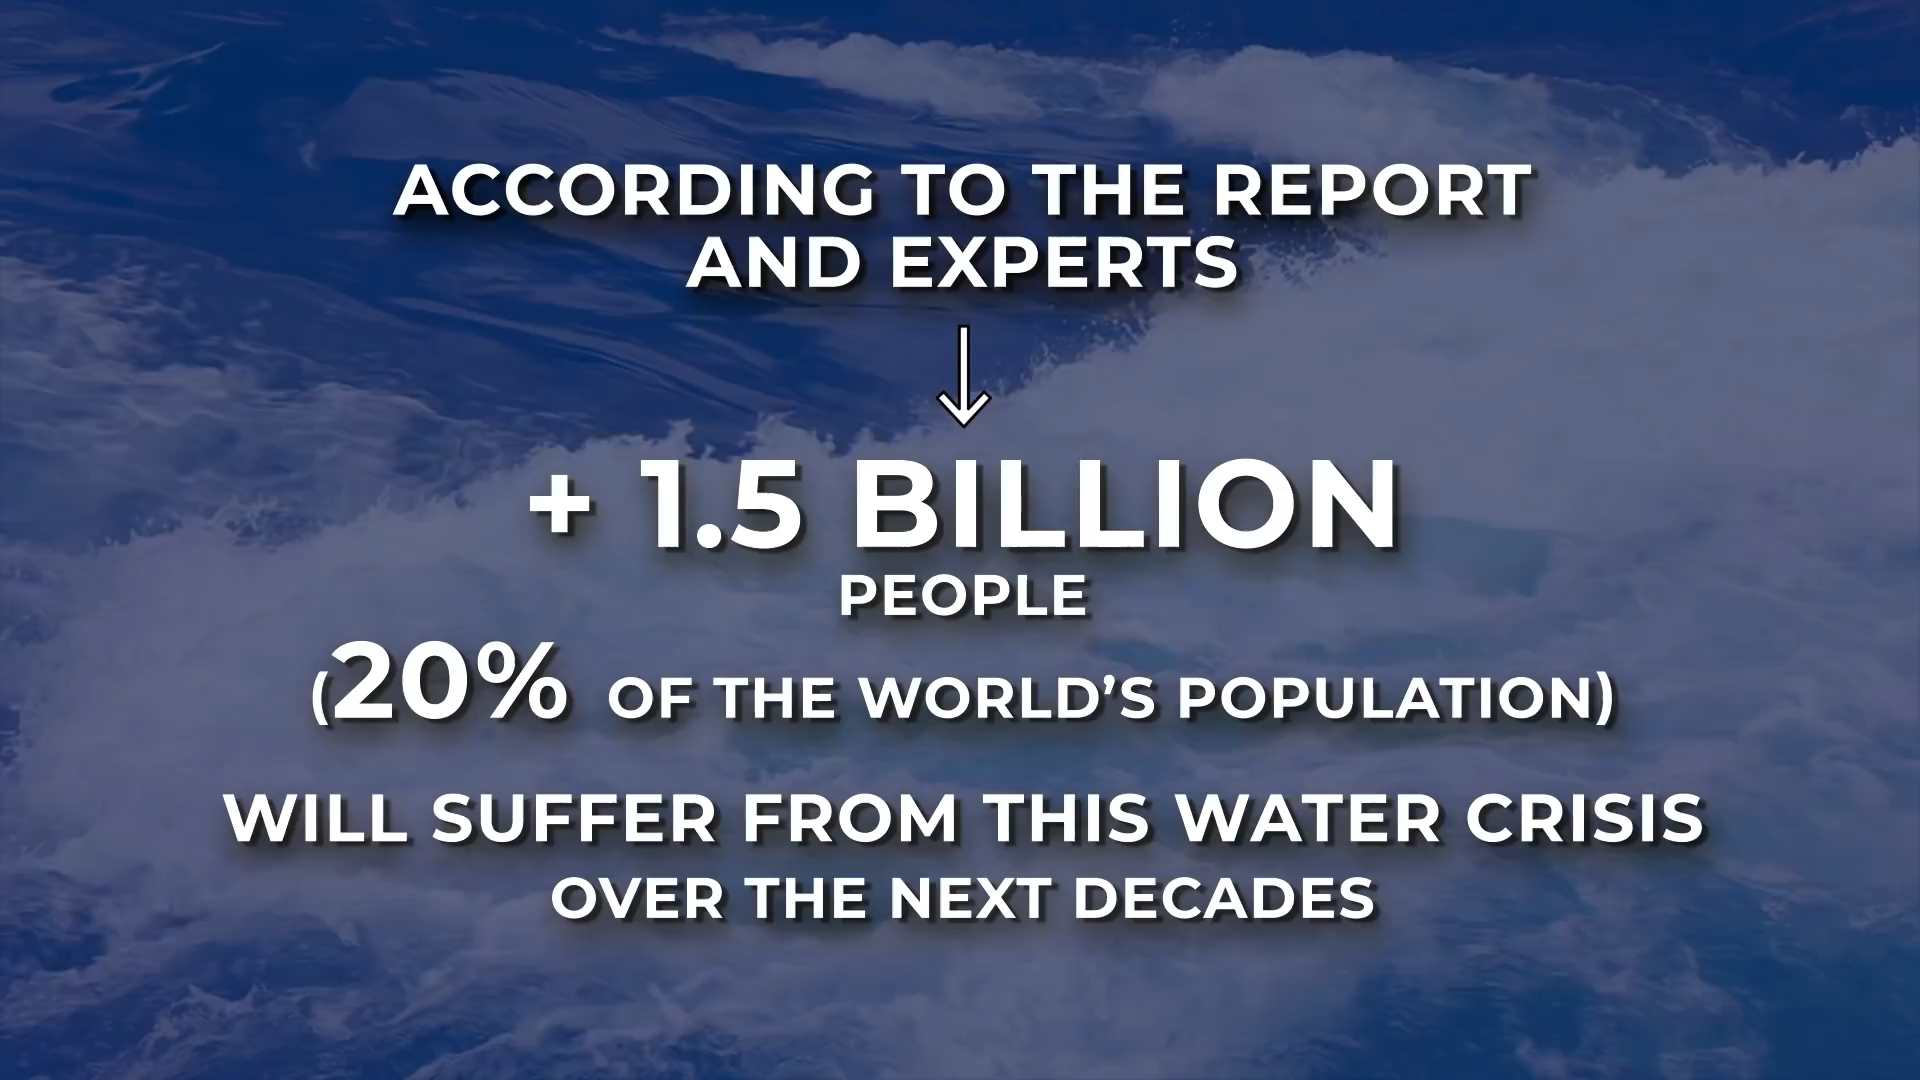 ACCORDING TO THE REPORT
AND EXPERTS
+ 1.5 BILLION
PEOPLE
(20% OF THE WORLD'S POPULATION)
WILL SUFFER FROM THIS WATER CRISIS
OVER THE NEXT DECADES